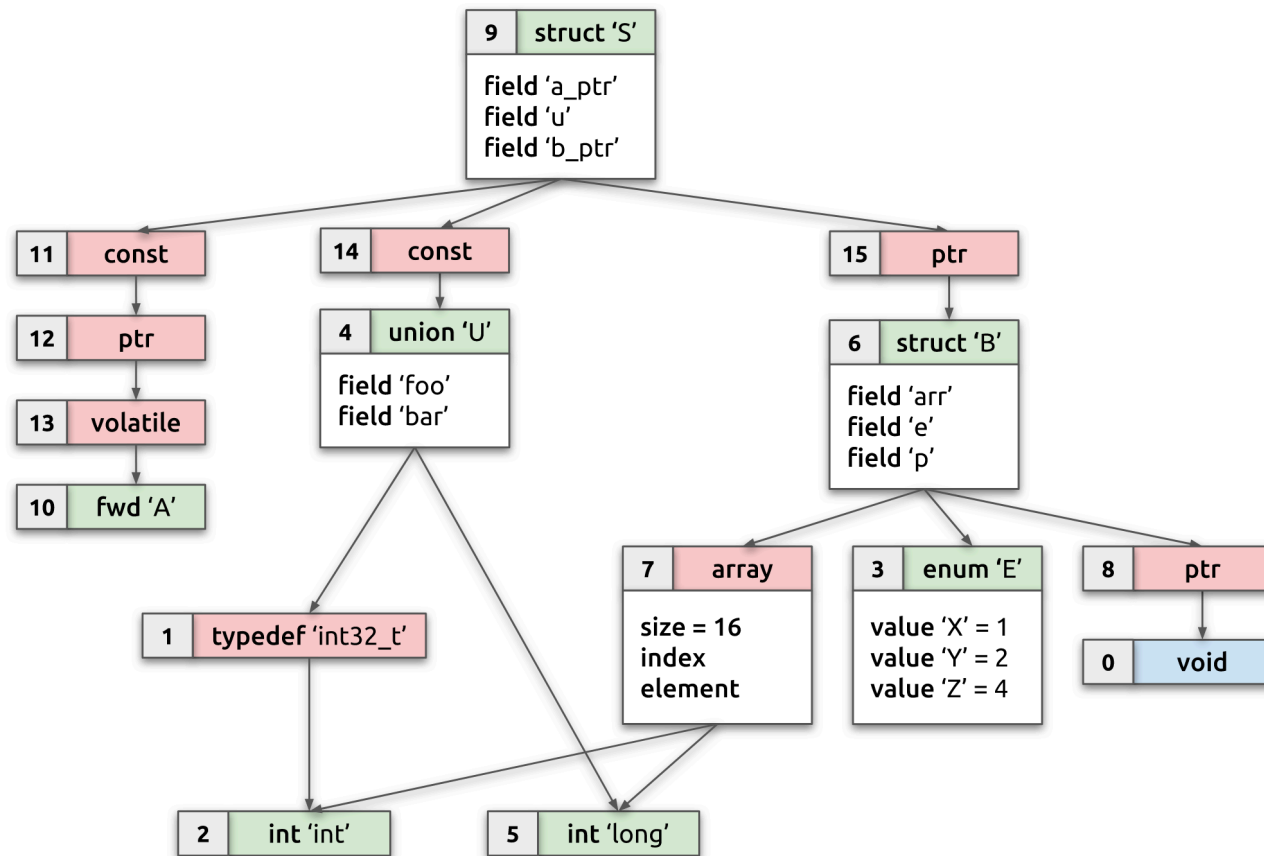 9 struct ‘S’
field ‘a_ptr’
field ‘u’
field ‘b_ptr’
11 const
14 const
15 ptr
12 ptr
4 union ‘U’
field ‘foo’
field ‘bar’
6 struct ‘B’
field ‘arr’
field ‘e’
field ‘p’
13 volatile
10 fwd ‘A’
7 array
size = 16
index
element
3 enum ‘E’
value ‘X’ = 1
value ‘Y’ = 2
value ‘Z’ = 4
8 ptr
0 void
1 typedef ‘int32_t’
2 int ‘int’
5 int ‘long’